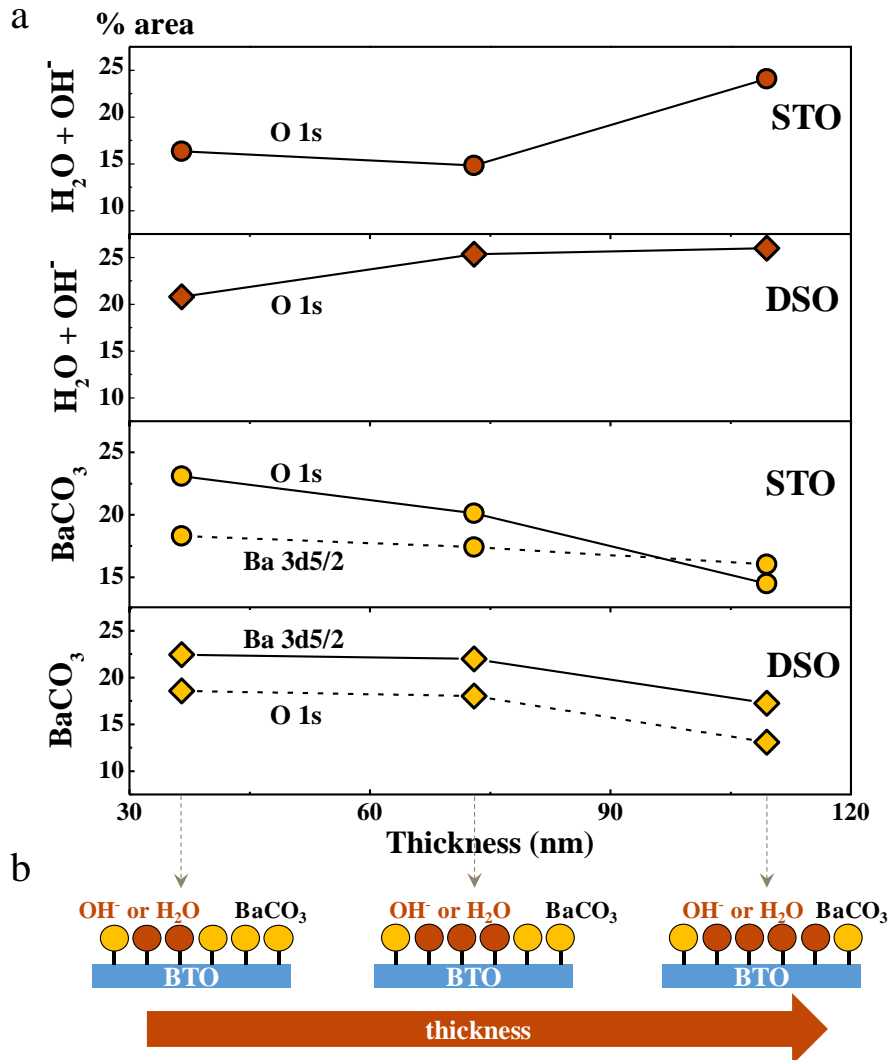 a
% area
H₂O + OH⁻
25
20
15
10
O 1s
STO
H₂O + OH⁻
25
20
15
10
O 1s
DSO
BaCO₃
25
20
15
O 1s
Ba 3d5/2
STO
BaCO₃
25
20
15
10
Ba 3d5/2
O 1s
DSO
30 60 90 120
Thickness (nm)
b
OH⁻ or H₂O BaCO₃ OH⁻ or H₂O BaCO₃ OH⁻ or H₂O BaCO₃
BTO BTO BTO
thickness